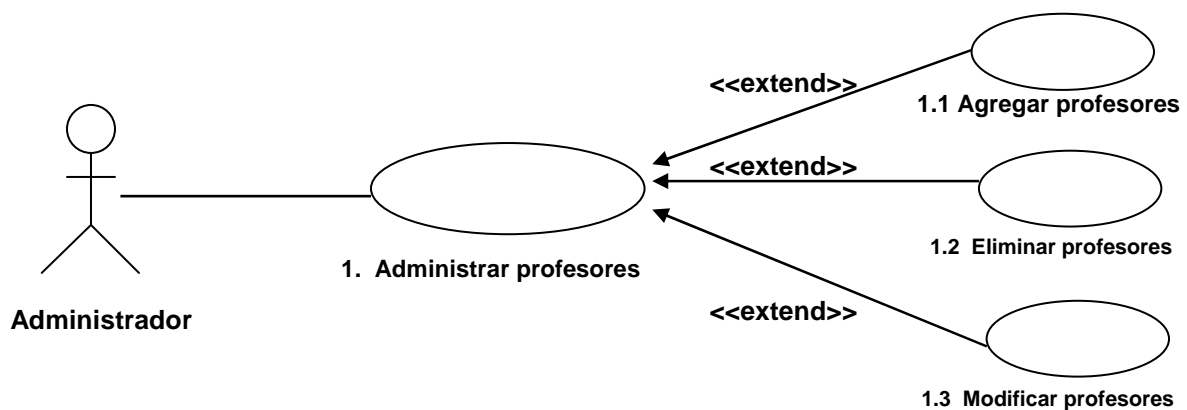 <<extend>>
1.1 Agregar profesores
<<extend>>
1.2 Eliminar profesores
1. Administrar profesores
Administrador
<<extend>>
1.3 Modificar profesores